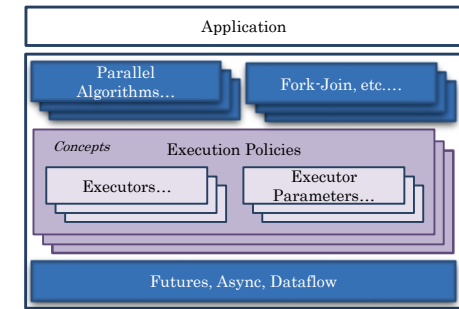 Application
Parallel
Algorithms…
Fork-Join, etc.…
Concepts
Execution Policies
Executors…
Executor
Parameters…
Futures, Async, Dataflow